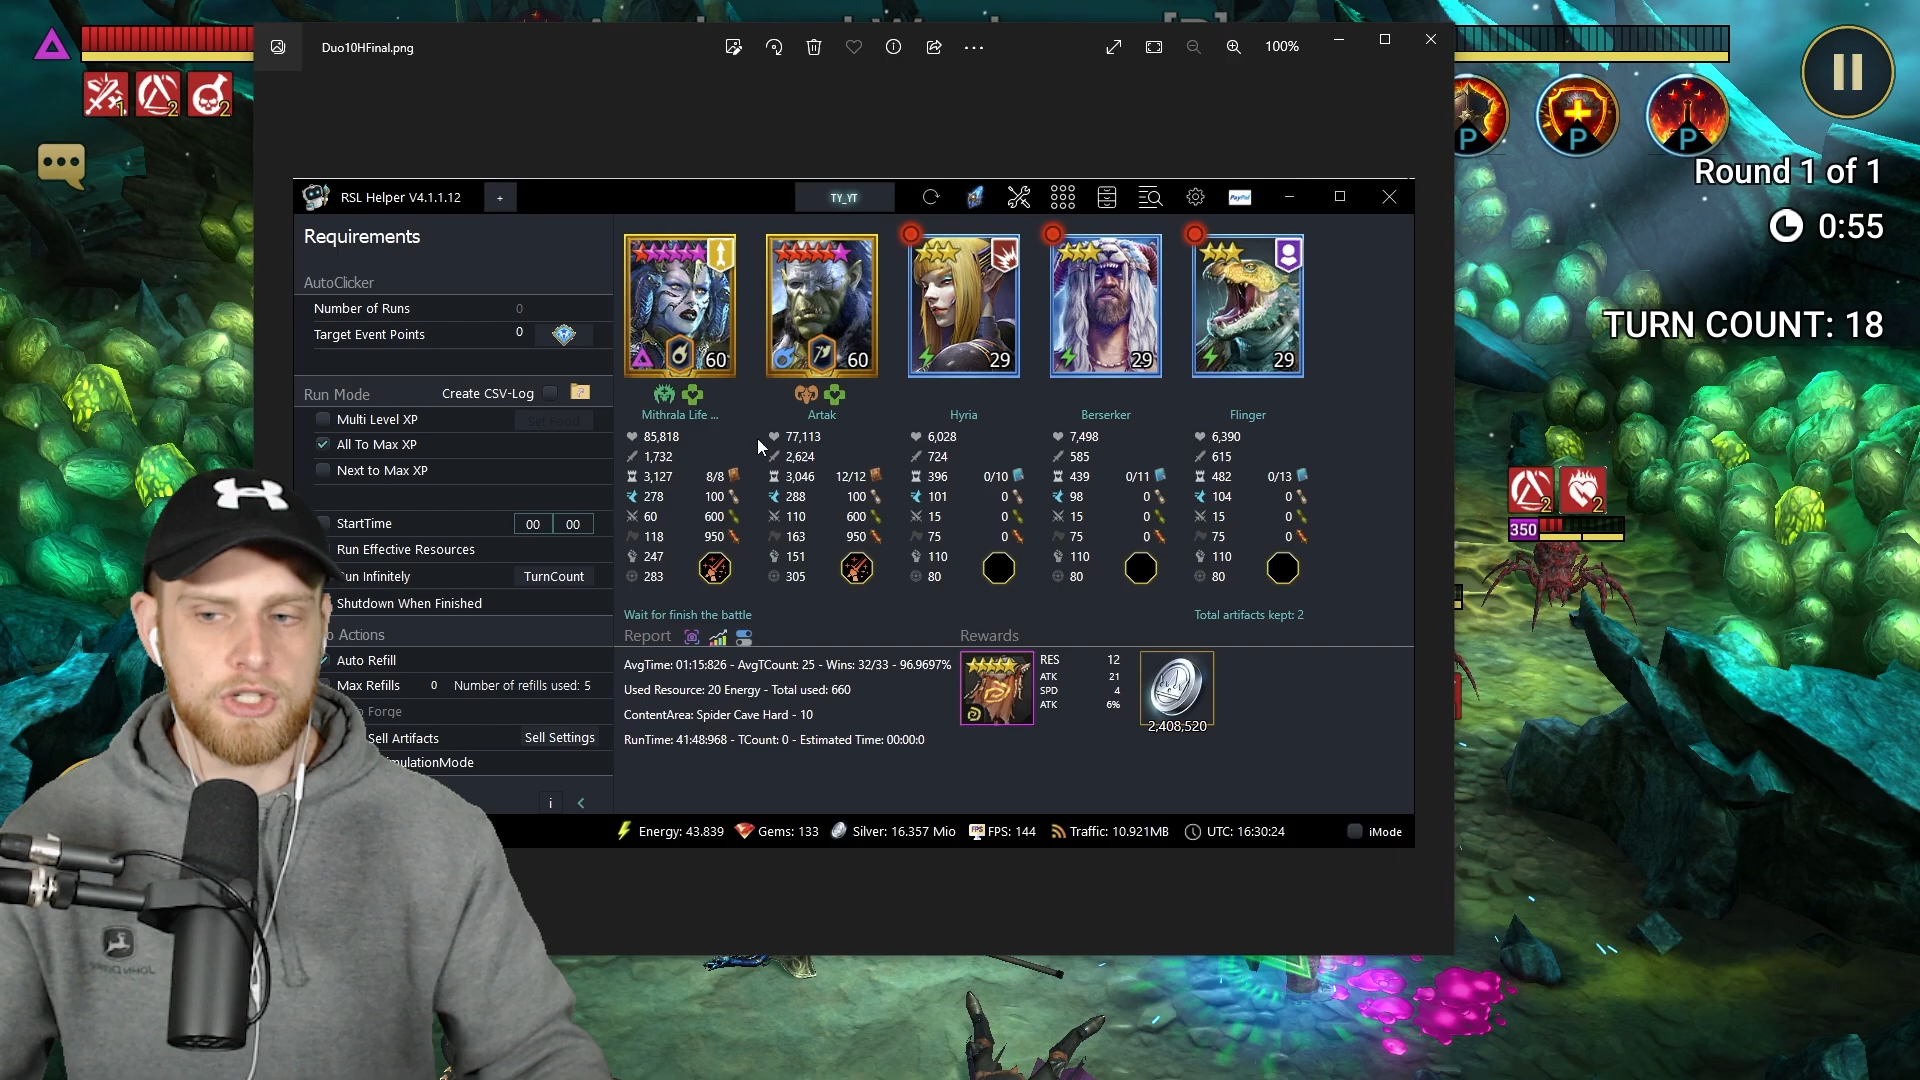 Duo10HFinal.png
100%
1
2
2
P
P
P
Round 1 of 1
0:55
TURN COUNT: 18
2
2
350
RSL Helper V4.1.1.12
+
TY_YT
PayPal
Requirements
AutoClicker
Number of Runs 0
Target Event Points 0
Run Mode Create CSV-Log
Multi Level XP Set Food
All To Max XP
Next to Max XP
StartTime 00 00
Run Effective Resources
Run Infinitely TurnCount
Shutdown When Finished
Actions
Auto Refill
Max Refills 0 Number of refills used: 5
Forge
Sell Artifacts Sell Settings
mulationMode
i
60 60 29 29 29
Mithrala Life ... Artak Hyria Berserker Flinger
85,818 77,113 6,028 7,498 6,390
1,732 2,624 724 585 615
3,127 8/8 3,046 12/12 396 0/10 439 0/11 482 0/13
278 100 288 100 101 0 98 0 104 0
60 600 110 600 15 0 15 0 15 0
118 950 163 950 75 0 75 0 75 0
247 151 110 110 110
283 305 80 80 80
Wait for finish the battle Total artifacts kept: 2
Report Rewards
AvgTime: 01:15:826 - AvgTCount: 25 - Wins: 32/33 - 96.9697%
Used Resource: 20 Energy - Total used: 660
ContentArea: Spider Cave Hard - 10
RunTime: 41:48:968 - TCount: 0 - Estimated Time: 00:00:0
RES 12
ATK 21
SPD 4
ATK 6%
2,408,520
Energy: 43.839 Gems: 133 Silver: 16.357 Mio FPS FPS: 144 Traffic: 10.921MB UTC: 16:30:24 iMode